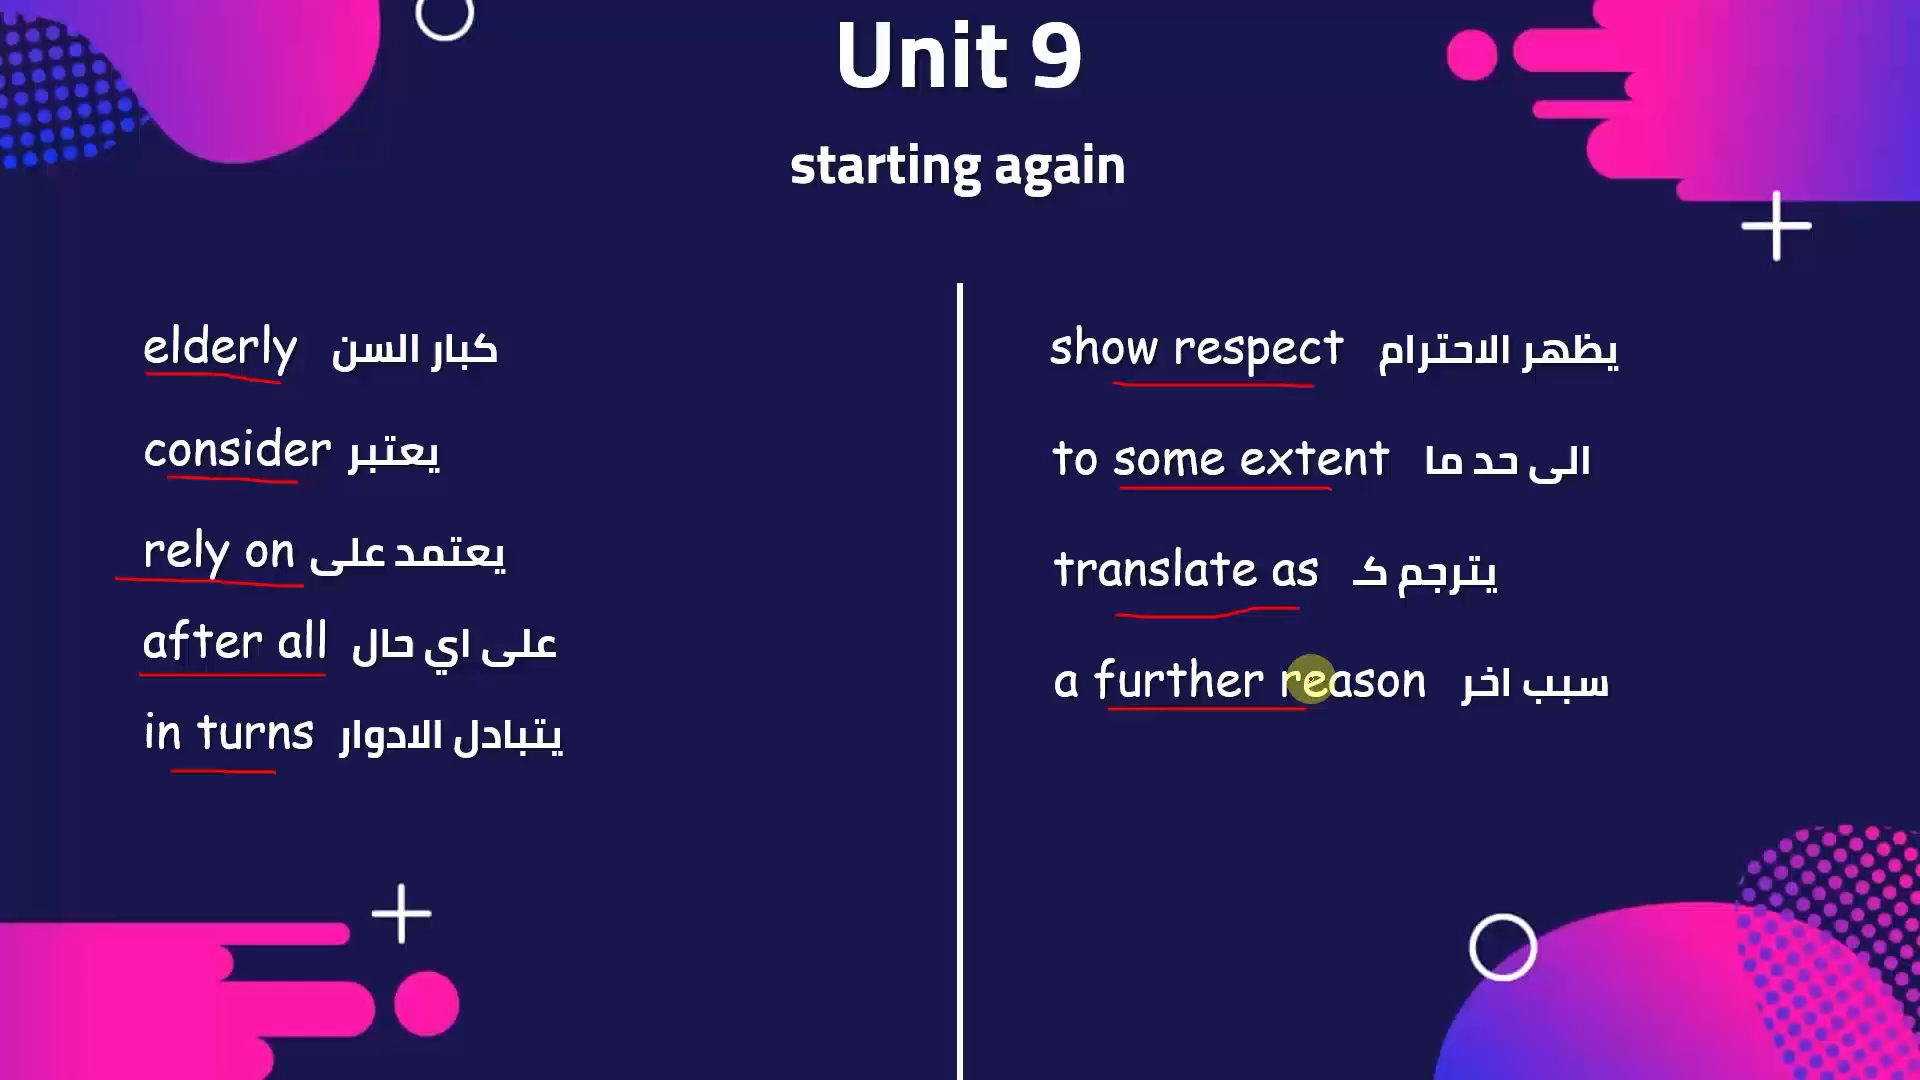 Unit 9
starting again
elderly كبار السن
consider يعتبر
rely on يعتمد على
after all على اي حال
in turns يتبادل الادوار
show respect يظهر الاحترام
to some extent الى حد ما
translate as يترجم كـ
a further reason سبب اخر